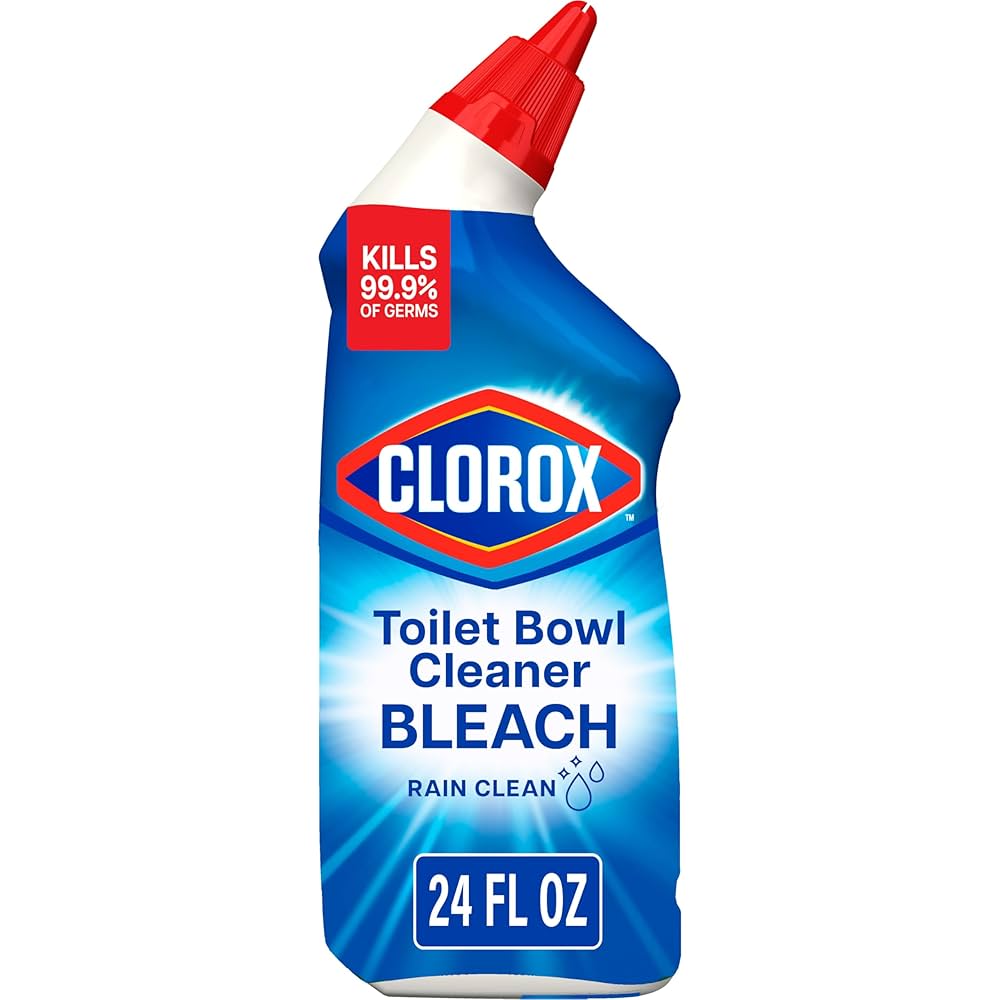 KILLS
99.9%
OF GERMS
CLOROX
TM
Toilet Bowl
Cleaner
BLEACH
RAIN CLEAN
24 FL OZ